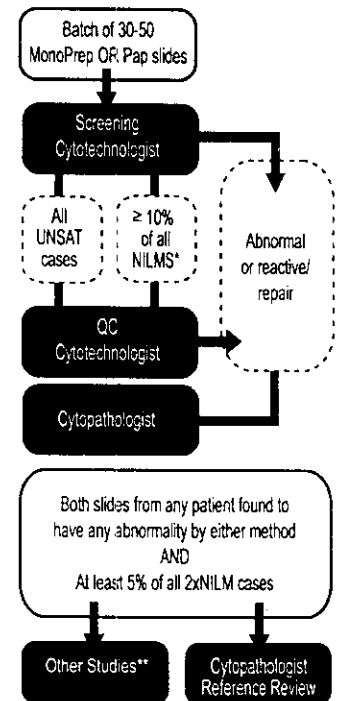 Batch of 30-50
MonoPrep OR Pap slides
Screening
Cytotechnologist
All
UNSAT
cases
≥ 10%
of all
NILMS*
Abnormal
or reactive/
repair
QC
Cytotechnologist
Cytopathologist
Both slides from any patient found to
have any abnormality by either method
AND
At least 5% of all 2xNILM cases
Other Studies**
Cytopathologist
Reference Review